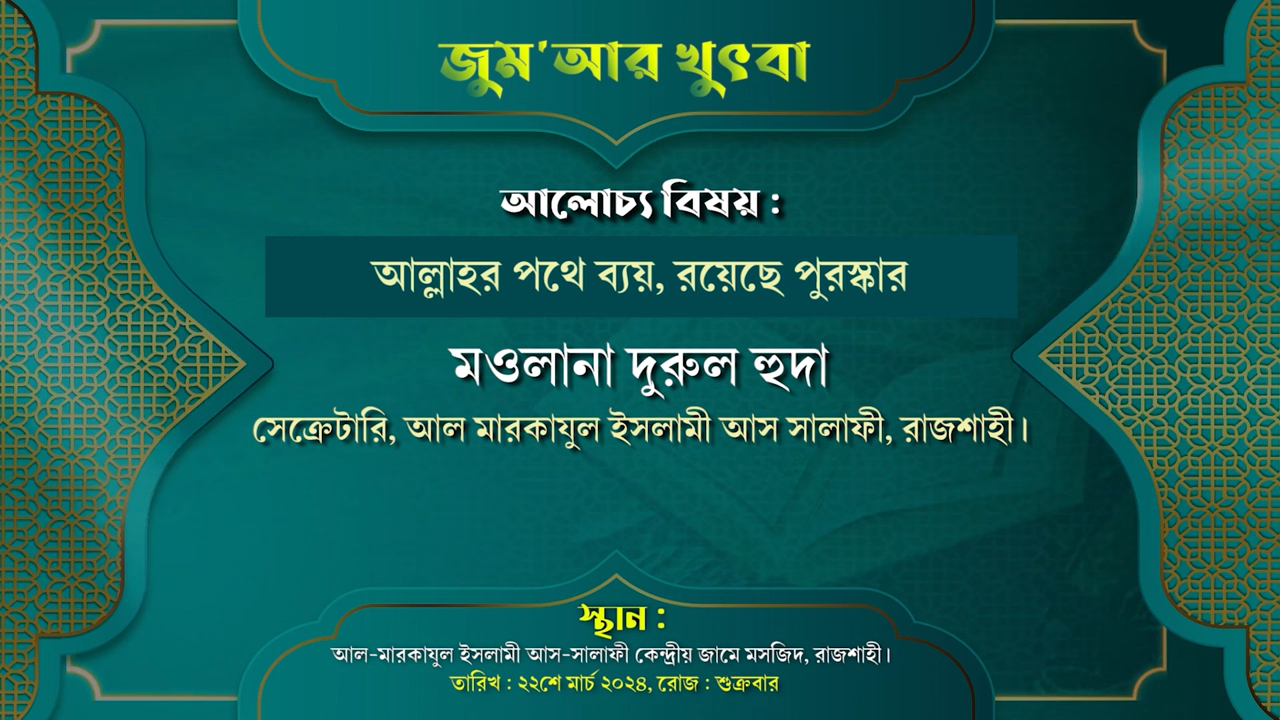 জুম'আর খুৎবা
আলোচ্য বিষয় :
আল্লাহর পথে ব্যয়, রয়েছে পুরস্কার
মওলানা দুরুল হুদা
সেক্রেটারি, আল মারকাযুল ইসলামী আস সালাফী, রাজশাহী।
স্থান :
আল-মারকাযুল ইসলামী আস-সালাফী কেন্দ্রীয় জামে মসজিদ, রাজশাহী।
তারিখ : ২২শে মার্চ ২০২৪, রোজ : শুক্রবার